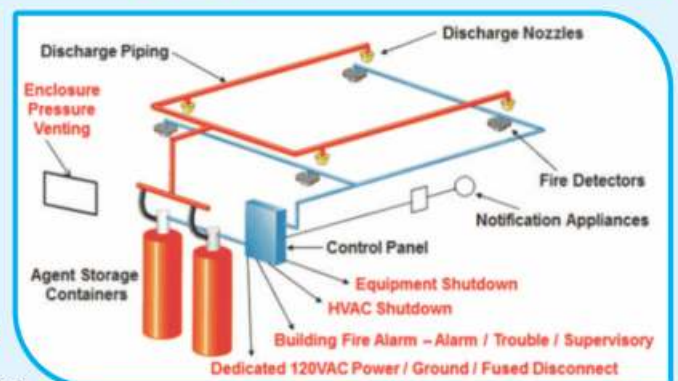 Discharge Nozzles
Discharge Piping
Enclosure
Pressure
Venting
Fire Detectors
Notification Appliances
Control Panel
Agent Storage
Containers
Equipment Shutdown
HVAC Shutdown
Building Fire Alarm – Alarm / Trouble / Supervisory
Dedicated 120VAC Power / Ground / Fused Disconnect